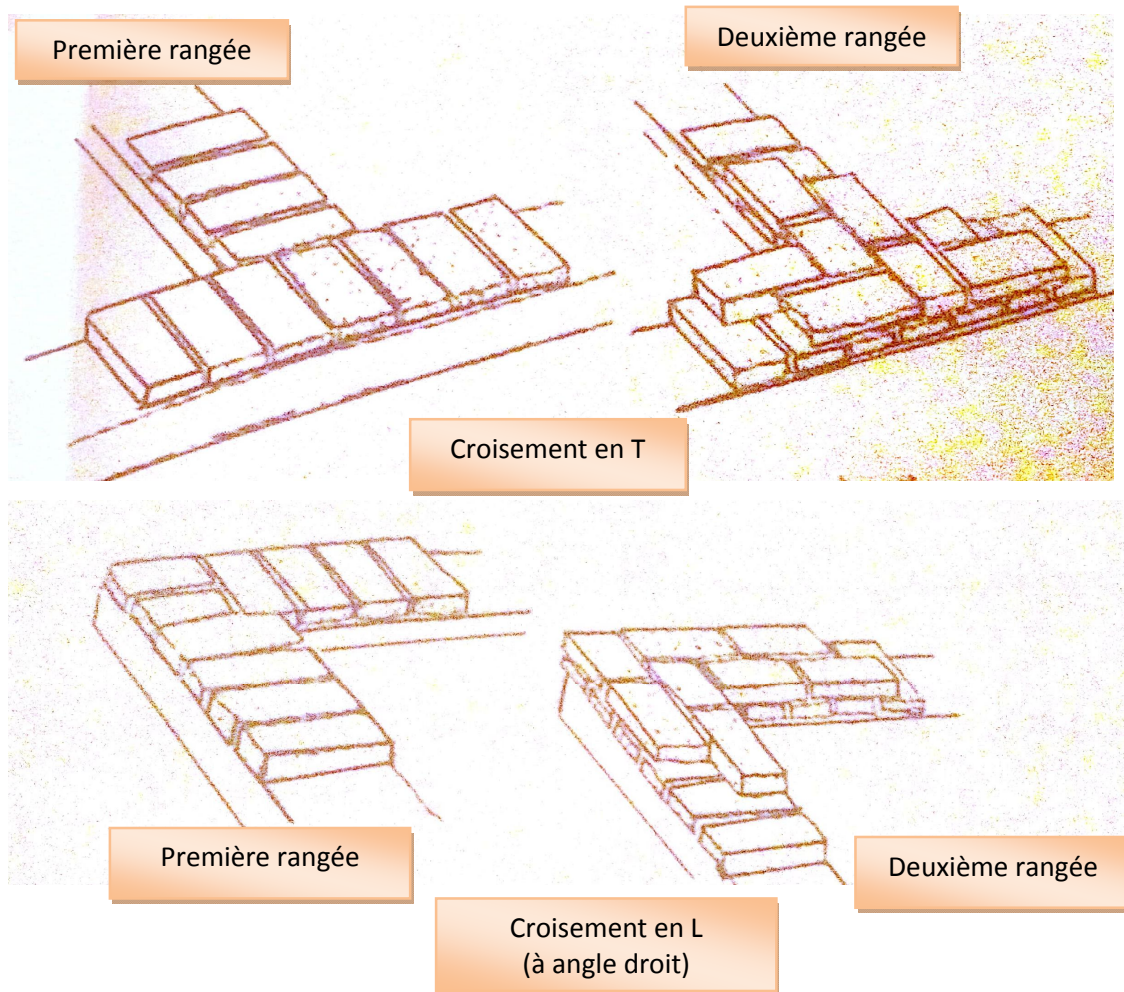 Première rangée
Deuxième rangée
Croisement en T
Première rangée
Deuxième rangée
Croisement en L
(à angle droit)